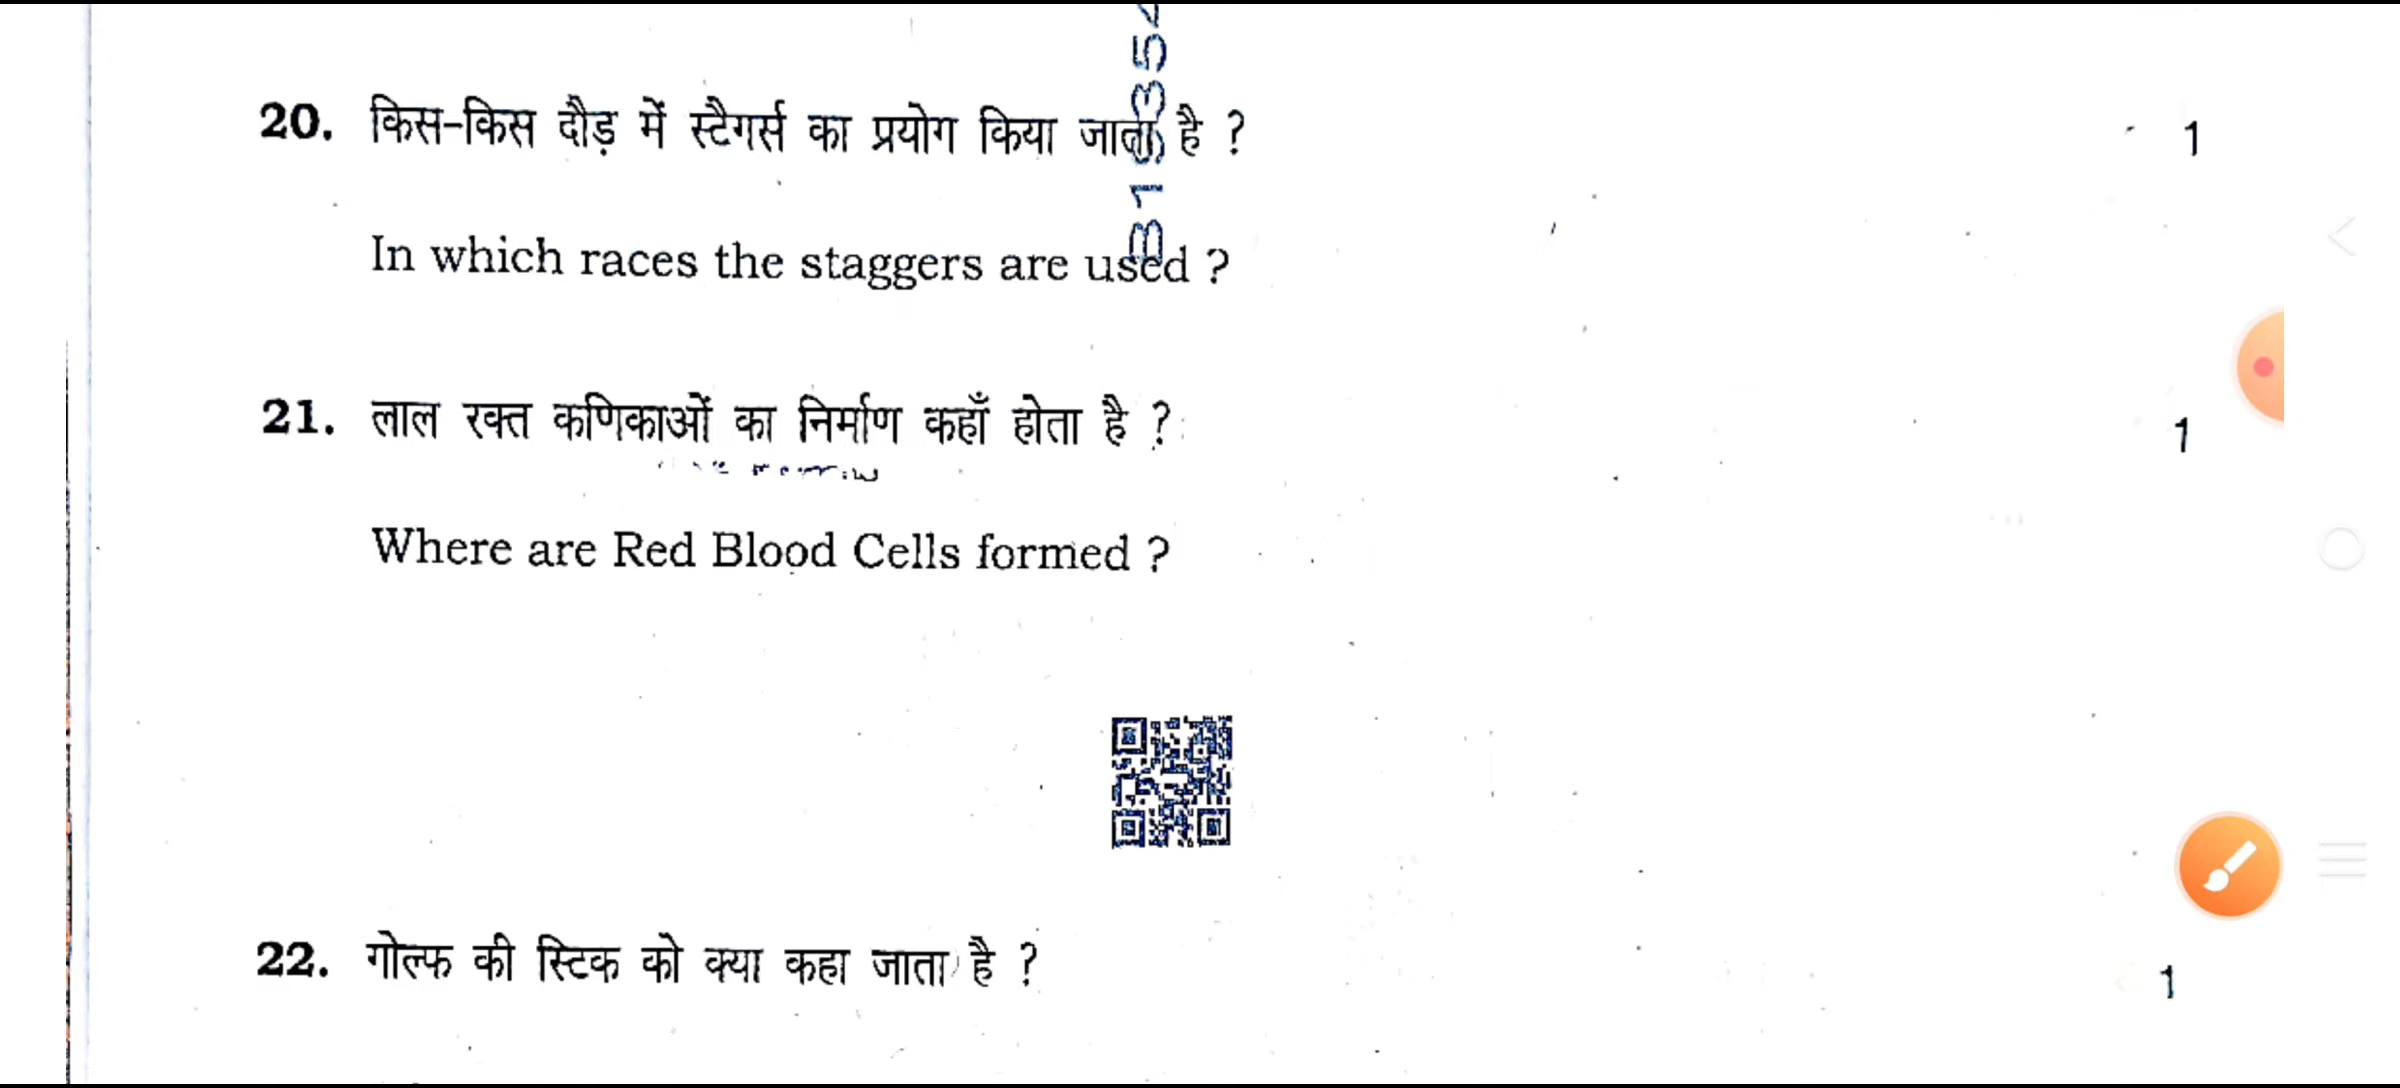 20. किस-किस दौड़ में स्टैगर्स का प्रयोग किया जाता है ? 1
In which races the staggers are used ?
21. लाल रक्त कणिकाओं का निर्माण कहाँ होता है ? 1
Where are Red Blood Cells formed ?
22. गोल्फ की स्टिक को क्या कहा जाता है ? 1